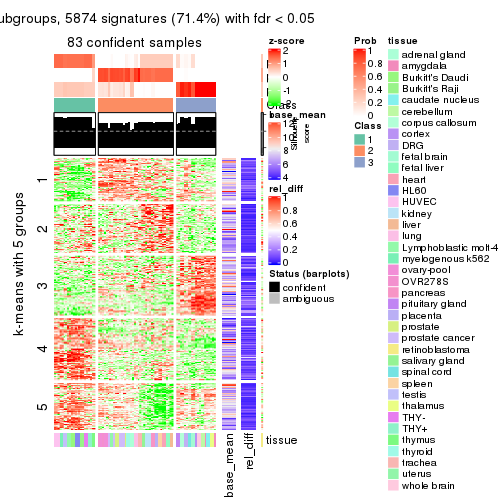 ubgroups, 5874 signatures (71.4%) with fdr < 0.05
83 confident samples
k-means with 5 groups
1
2
3
4
5
Class
Silhouette
score
base_mean
rel_diff
tissue
z-score
2
1
0
-1
-2
base_mean
12
10
8
6
4
rel_diff
1
0.8
0.6
0.4
0.2
0
Status (barplots)
confident
ambiguous
Prob
1
0.8
0.6
0.4
0.2
0
Class
1
2
3
tissue
adrenal gland
amygdala
Burkitt's Daudi
Burkitt's Raji
caudate nucleus
cerebellum
corpus callosum
cortex
DRG
fetal brain
fetal liver
heart
HL60
HUVEC
kidney
liver
lung
Lymphoblastic molt-4
myelogenous k562
ovary-pool
OVR278S
pancreas
pituitary gland
placenta
prostate
prostate cancer
retinoblastoma
salivary gland
spinal cord
spleen
testis
thalamus
THY-
THY+
thymus
thyroid
trachea
uterus
whole brain